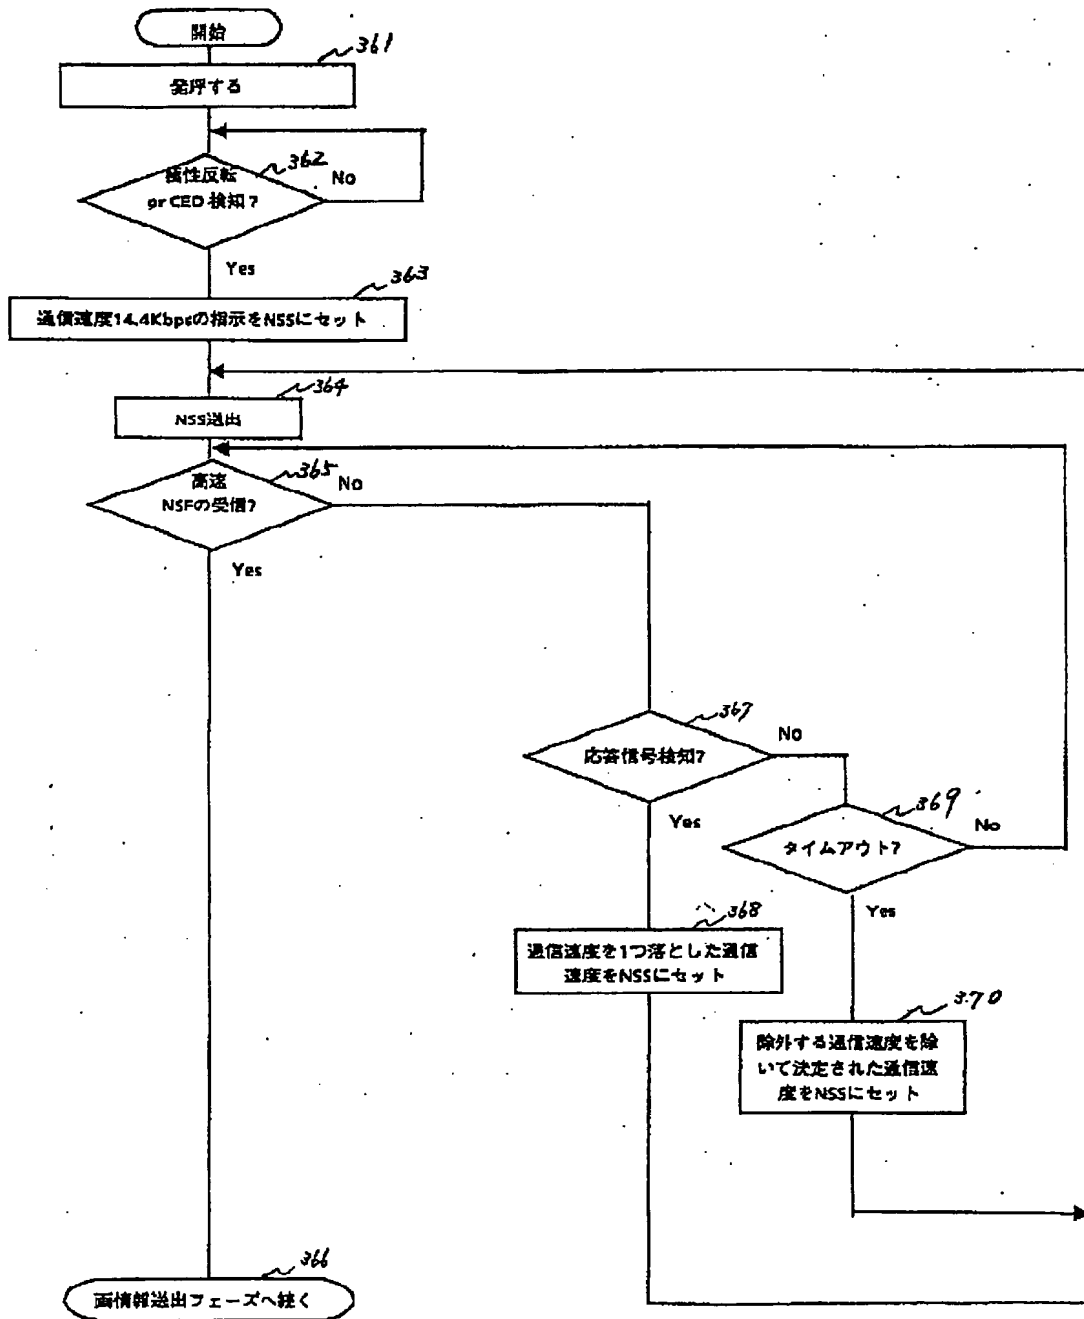 開始
361
発呼する
362
極性反転
or CED 検知?
No
Yes
363
通信速度14.4Kbpsの指示をNSSにセット
364
NSS送出
365
高速
NSFの受信?
No
Yes
367
応答信号検知?
No
Yes
369
タイムアウト?
No
Yes
368
通信速度を1つ落とした通信
速度をNSSにセット
370
除外する通信速度を除
いて決定された通信速
度をNSSにセット
366
画情報送出フェーズへ続く